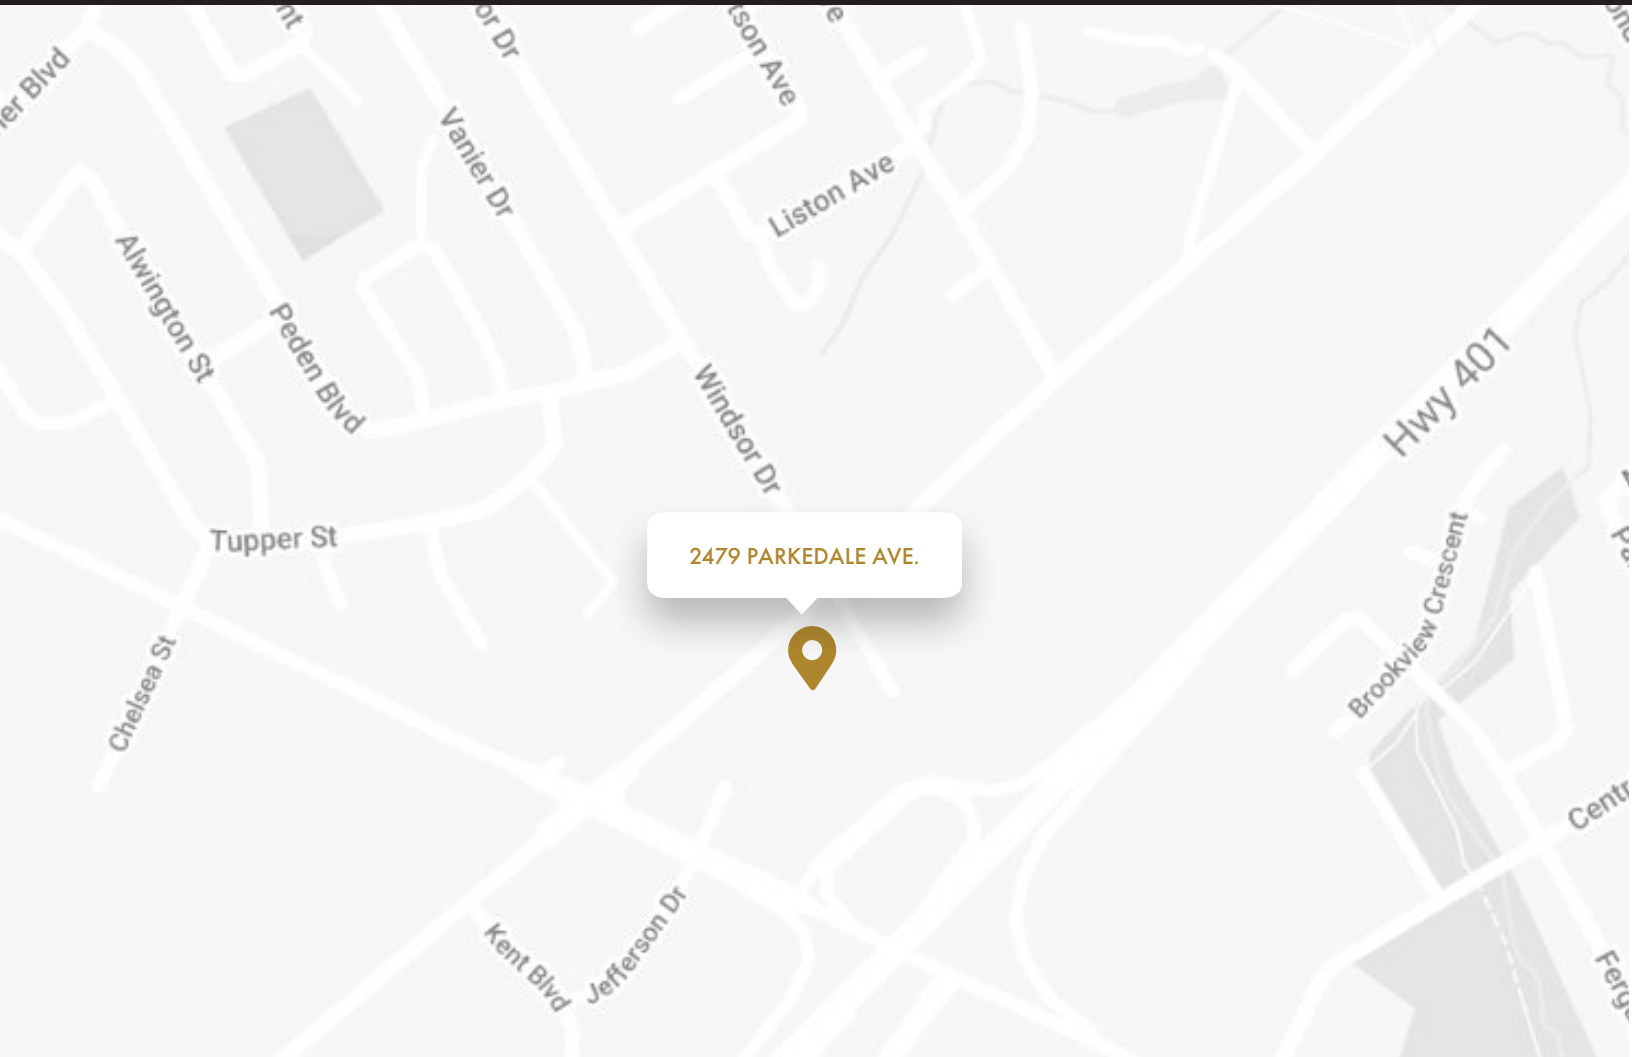 Vanier Dr
Liston Ave
Alwington St
Peden Blvd
Hwy 401
Windsor Dr
Tupper St
2479 PARKEDALE AVE.
Brookview Crescent
Chelsea St
Kent Blvd
Jefferson Dr